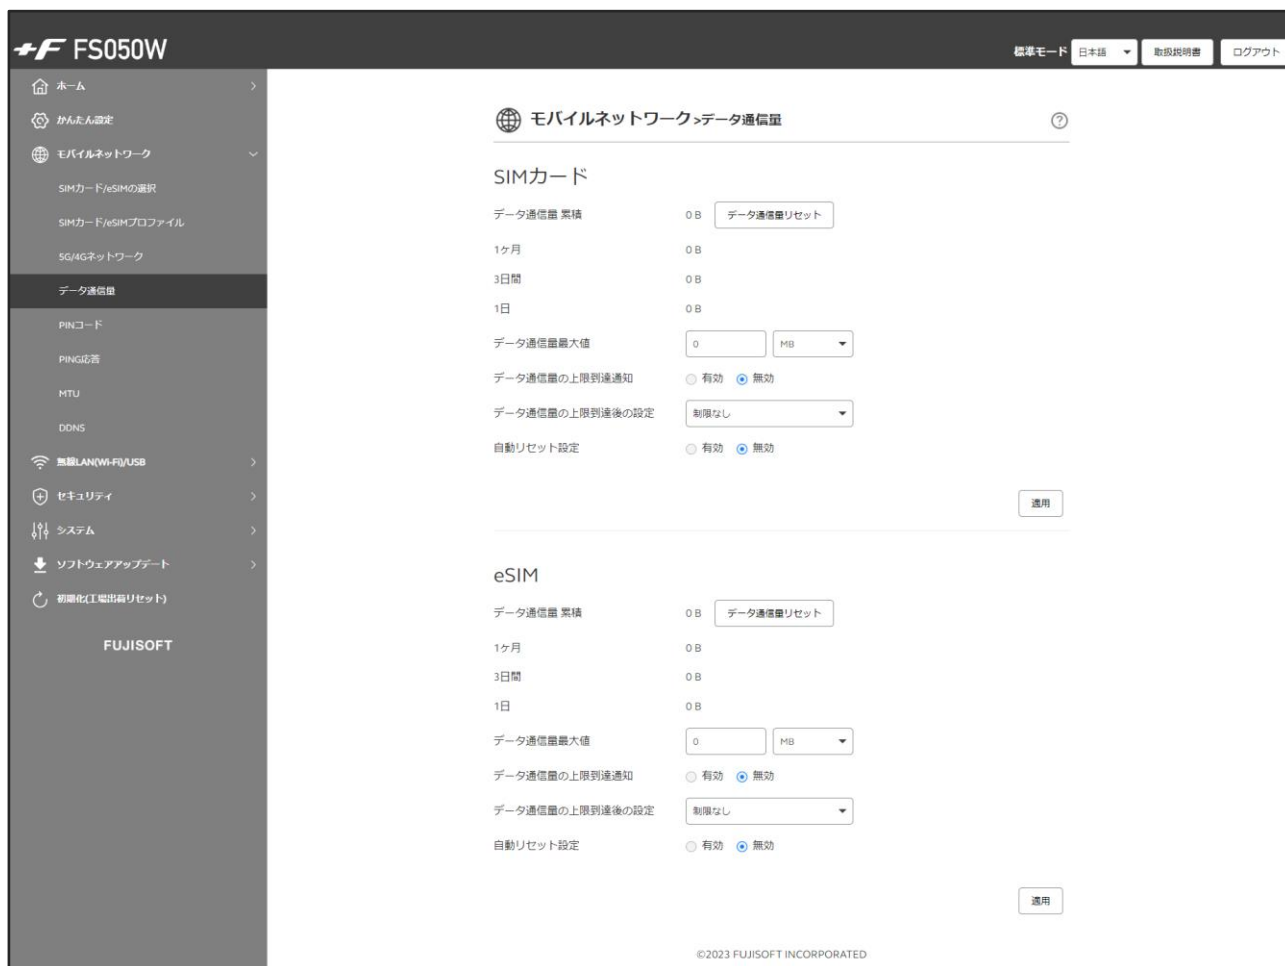 +F FS050W
標準モード 日本語 取扱説明書 ログアウト
ホーム
かんたん設定
モバイルネットワーク
SIMカード/eSIMの選択
SIMカード/eSIMプロファイル
5G/4Gネットワーク
データ通信量
PINコード
PING応答
MTU
DDNS
無線LAN(Wi-Fi)/USB
セキュリティ
システム
ソフトウェアアップデート
初期化(工場出荷リセット)
FUJISOFT
モバイルネットワーク>データ通信量 ?
SIMカード
データ通信量 累積 0 B データ通信量リセット
1ヶ月 0 B
3日間 0 B
1日 0 B
データ通信量最大値 0 MB
データ通信量の上限到達通知 有効 無効
データ通信量の上限到達後の設定 制限なし
自動リセット設定 有効 無効
適用
eSIM
データ通信量 累積 0 B データ通信量リセット
1ヶ月 0 B
3日間 0 B
1日 0 B
データ通信量最大値 0 MB
データ通信量の上限到達通知 有効 無効
データ通信量の上限到達後の設定 制限なし
自動リセット設定 有効 無効
適用
©2023 FUJISOFT INCORPORATED